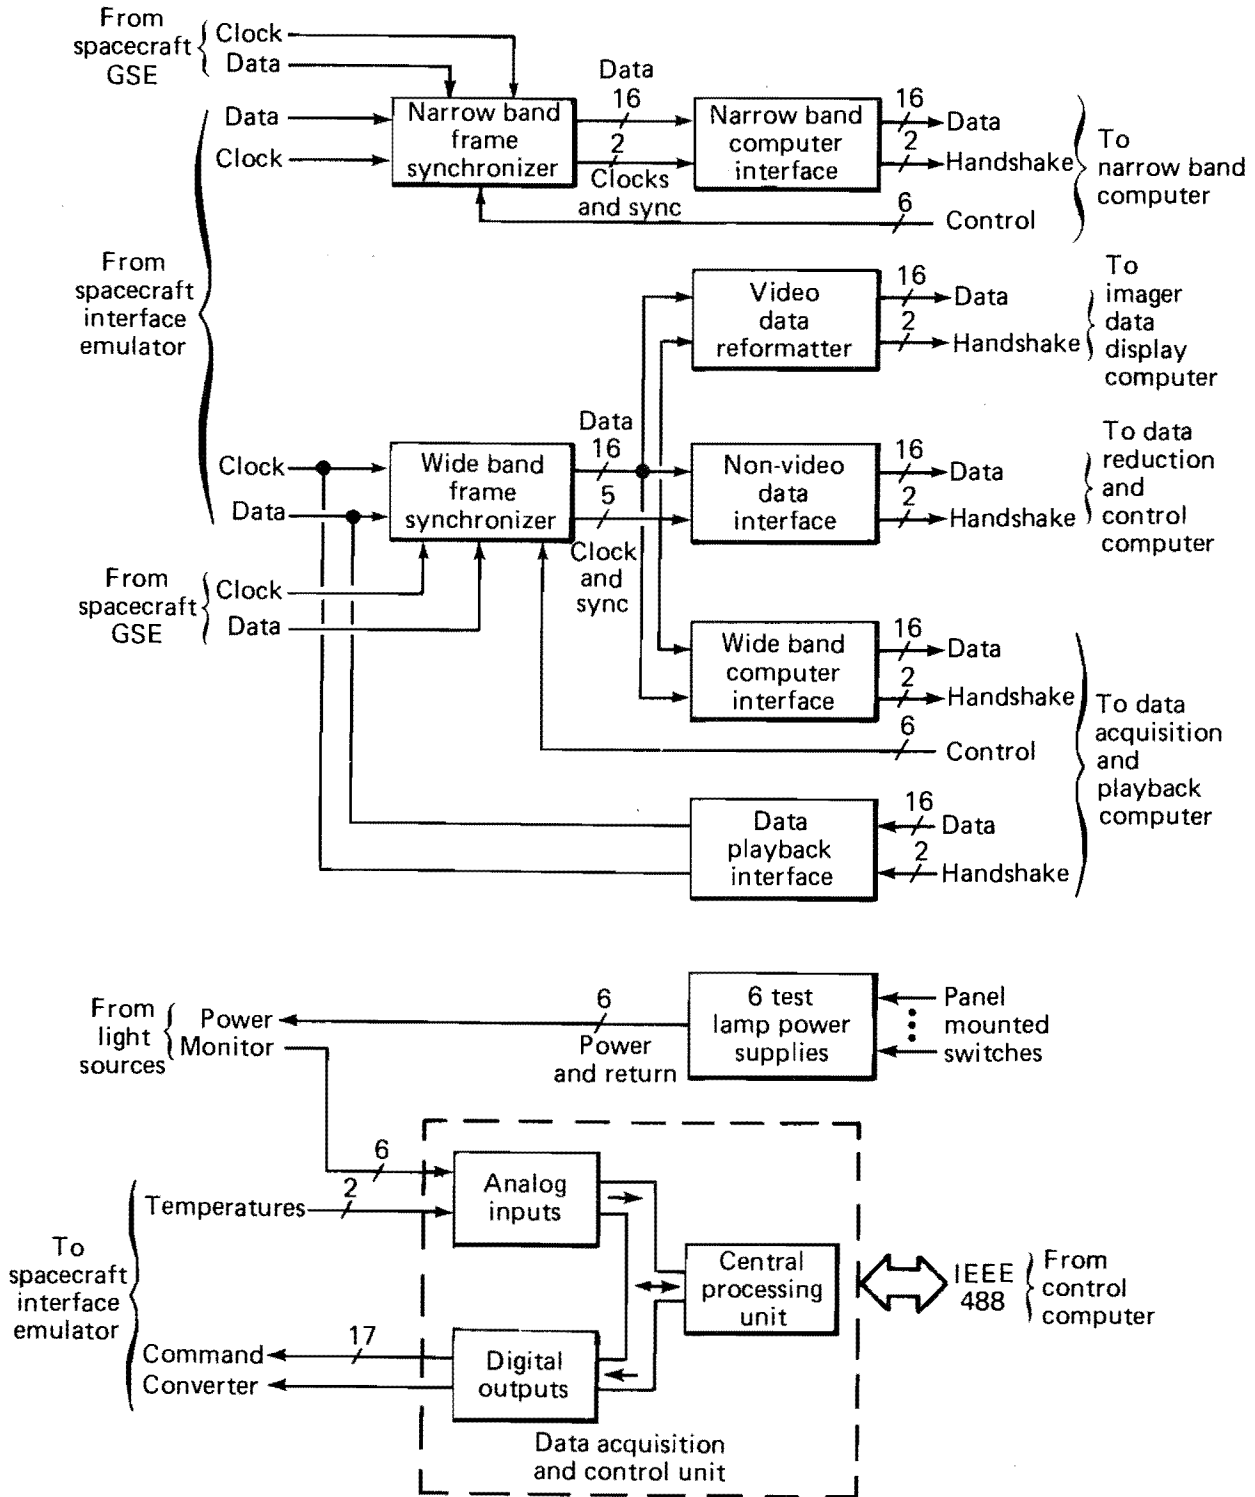 From
spacecraft
GSE
Clock
Data
Data
Clock
Narrow band
frame
synchronizer
Data
16
2
Clocks
and sync
Narrow band
computer
interface
16
Data
2
Handshake
6
Control
To
narrow band
computer
From
spacecraft
interface
emulator
Video
data
reformatter
16
Data
2
Handshake
To
imager
data
display
computer
Clock
Data
Wide band
frame
synchronizer
Data
16
5
Clock
and
sync
Non-video
data
interface
16
Data
2
Handshake
To data
reduction
and
control
computer
From
spacecraft
GSE
Clock
Data
Wide band
computer
interface
16
Data
2
Handshake
6
Control
To data
acquisition
and
playback
computer
Data
playback
interface
16
Data
2
Handshake
From
light
sources
Power
Monitor
6
Power
and return
6 test
lamp power
supplies
Panel
mounted
switches
6
2
Temperatures
Analog
inputs
To
spacecraft
interface
emulator
Central
processing
unit
IEEE
488
From
control
computer
17
Command
Converter
Digital
outputs
Data acquisition
and control unit